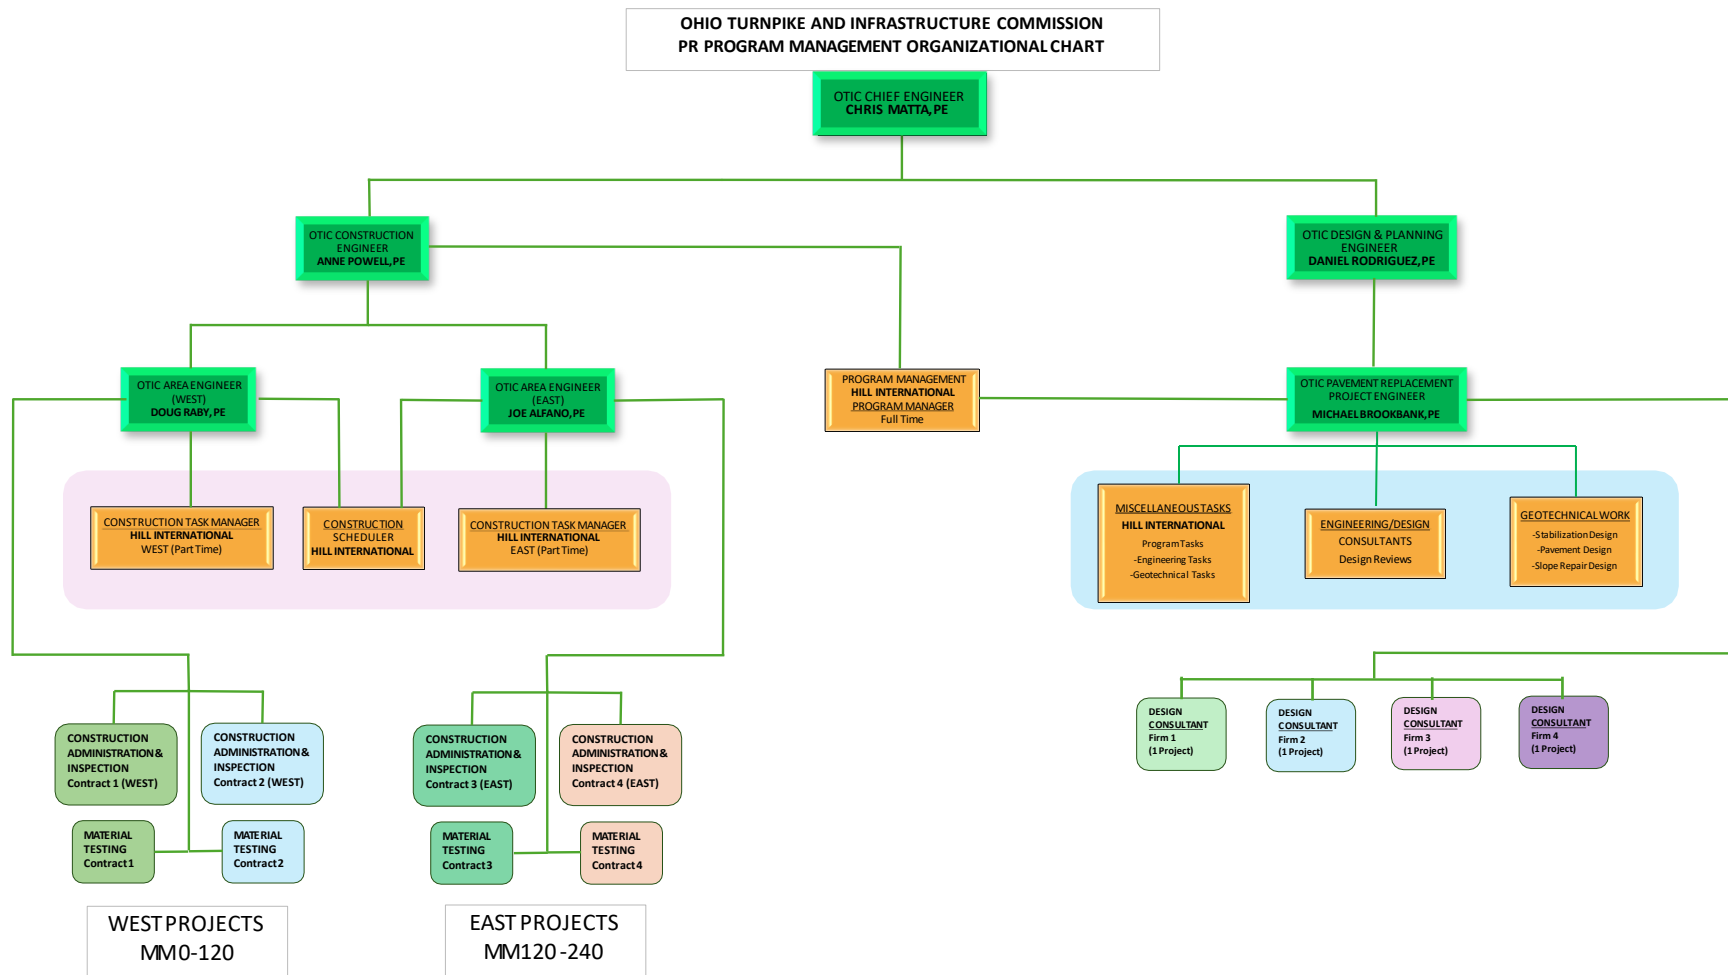 OHIO TURNPIKE AND INFRASTRUCTURE COMMISSION
PR PROGRAM MANAGEMENT ORGANIZATIONAL CHART
OTIC CHIEF ENGINEER
CHRIS MATTA, PE
OTIC CONSTRUCTION
ENGINEER
ANNE POWELL, PE
OTIC DESIGN & PLANNING
ENGINEER
DANIEL RODRIGUEZ, PE
OTIC AREA ENGINEER
(WEST)
DOUG RABY, PE
OTIC AREA ENGINEER
(EAST)
JOE ALFANO, PE
PROGRAM MANAGEMENT
HILL INTERNATIONAL
PROGRAM MANAGER
Full Time
OTIC PAVEMENT REPLACEMENT
PROJECT ENGINEER
MICHAEL BROOKBANK, PE
CONSTRUCTION TASK MANAGER
HILL INTERNATIONAL
WEST (Part Time)
CONSTRUCTION
SCHEDULER
HILL INTERNATIONAL
CONSTRUCTION TASK MANAGER
HILL INTERNATIONAL
EAST (Part Time)
MISCELLANEOUS TASKS
HILL INTERNATIONAL
Program Tasks
-Engineering Tasks
-Geotechnical Tasks
ENGINEERING/DESIGN
CONSULTANTS
Design Reviews
GEOTECHNICAL WORK
-Stabilization Design
-Pavement Design
-Slope Repair Design
CONSTRUCTION
ADMINISTRATION &
INSPECTION
Contract 1 (WEST)
CONSTRUCTION
ADMINISTRATION &
INSPECTION
Contract 2 (WEST)
CONSTRUCTION
ADMINISTRATION &
INSPECTION
Contract 3 (EAST)
CONSTRUCTION
ADMINISTRATION &
INSPECTION
Contract 4 (EAST)
DESIGN
CONSULTANT
Firm 1
(1 Project)
DESIGN
CONSULTANT
Firm 2
(1 Project)
DESIGN
CONSULTANT
Firm 3
(1 Project)
DESIGN
CONSULTANT
Firm 4
(1 Project)
MATERIAL
TESTING
Contract 1
MATERIAL
TESTING
Contract 2
MATERIAL
TESTING
Contract 3
MATERIAL
TESTING
Contract 4
WEST PROJECTS
MM 0-120
EAST PROJECTS
MM 120 -240